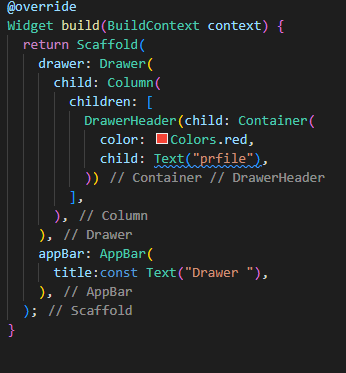 @override
Widget build(BuildContext context) {
  return Scaffold(
    drawer: Drawer(
      child: Column(
        children: [
          DrawerHeader(child: Container(
            color: Colors.red,
            child: Text("prfile"),
          )) // Container // DrawerHeader
        ],
      ), // Column
    ), // Drawer
    appBar: AppBar(
      title:const Text("Drawer "),
    ), // AppBar
  ); // Scaffold
}